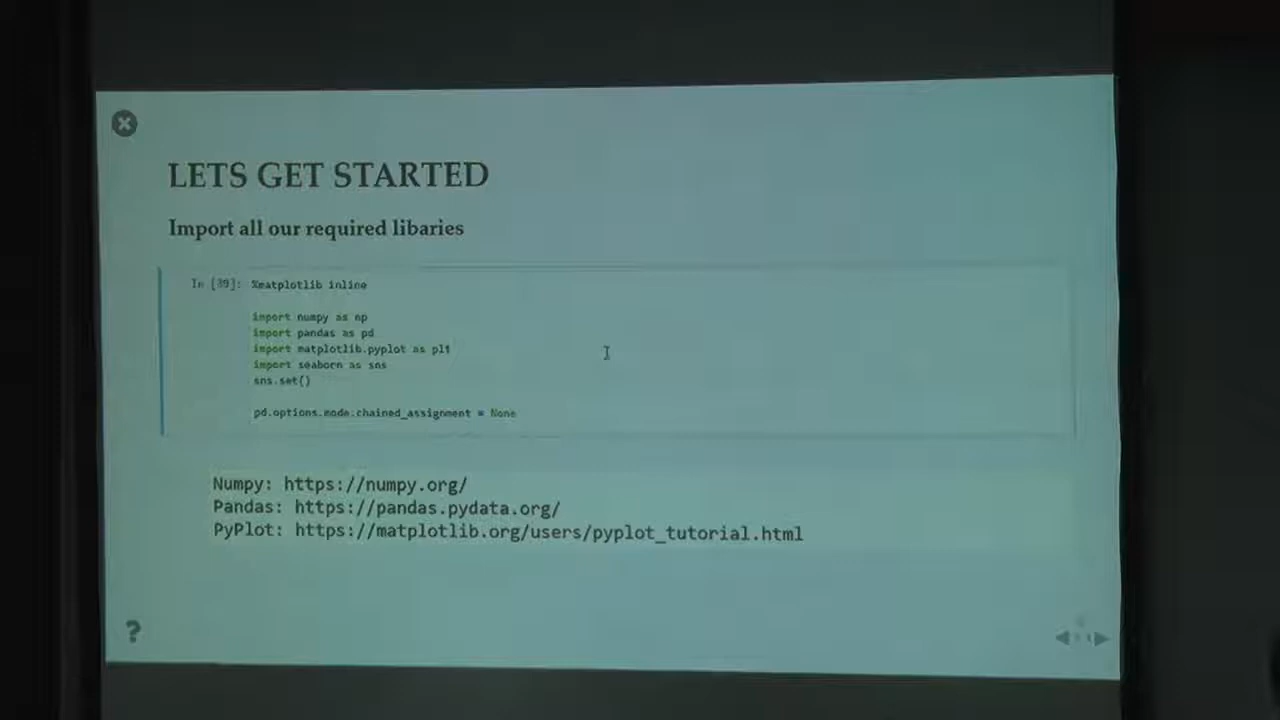 LETS GET STARTED
Import all our required libaries
In [39]: %matplotlib inline
import numpy as np
import pandas as pd
import matplotlib.pyplot as plt
import seaborn as sns
sns.set()
pd.options.mode.chained_assignment = None
Numpy: https://numpy.org/
Pandas: https://pandas.pydata.org/
PyPlot: https://matplotlib.org/users/pyplot_tutorial.html
?